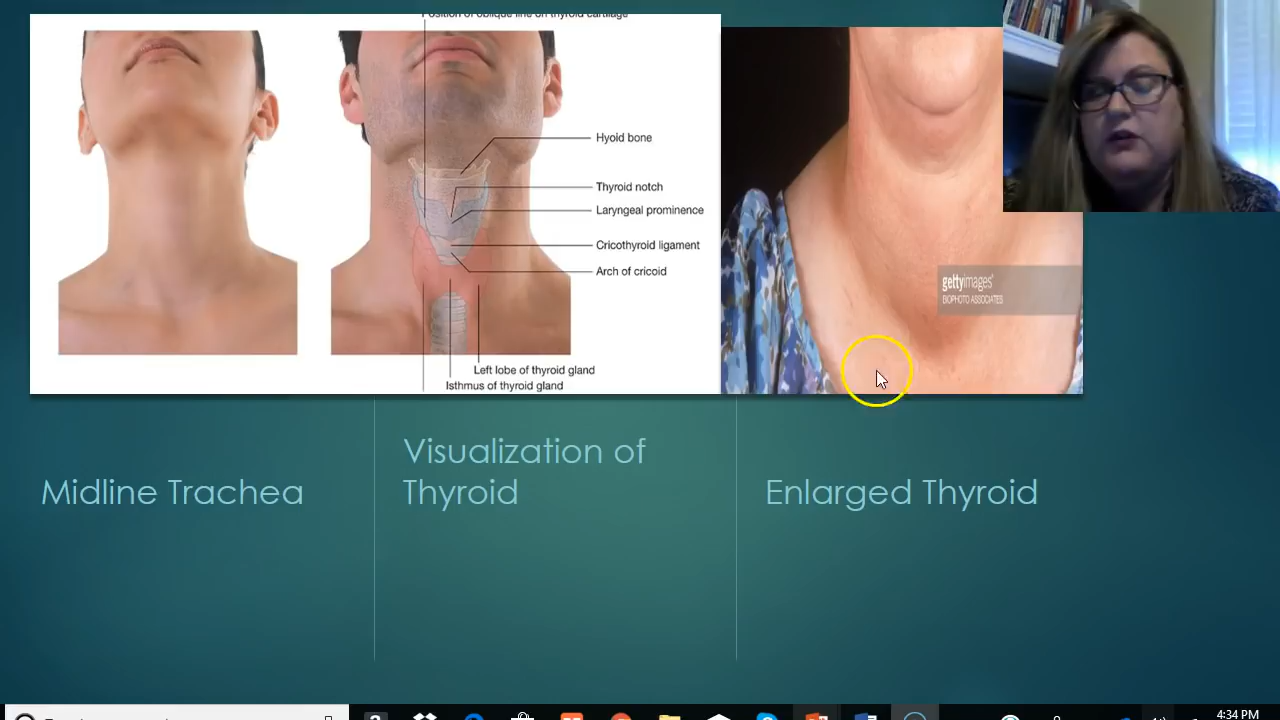 Position of oblique line on thyroid cartilage
Hyoid bone
Thyroid notch
Laryngeal prominence
Cricothyroid ligament
Arch of cricoid
Left lobe of thyroid gland
Isthmus of thyroid gland
gettyimages®
BIOPHOTO ASSOCIATES
Midline Trachea
Visualization of
Thyroid
Enlarged Thyroid
4:34 PM